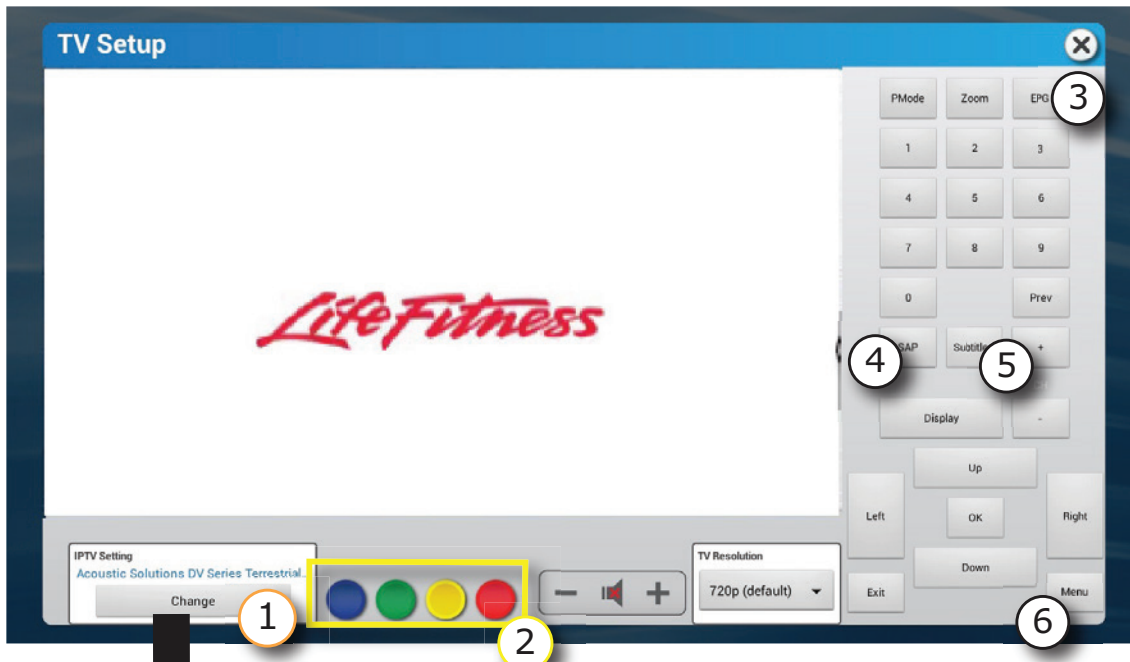 TV Setup
PMode Zoom EPG
3
1 2 3
4 5 6
7 8 9
LifeFitness
0 Prev
4
SAP Subtitle +
5
Display -
Up
Left OK Right
IPTV Setting
Acoustic Solutions DV Series Terrestrial..
Change
1
2
TV Resolution
720p (default)
Down
Exit Menu
6